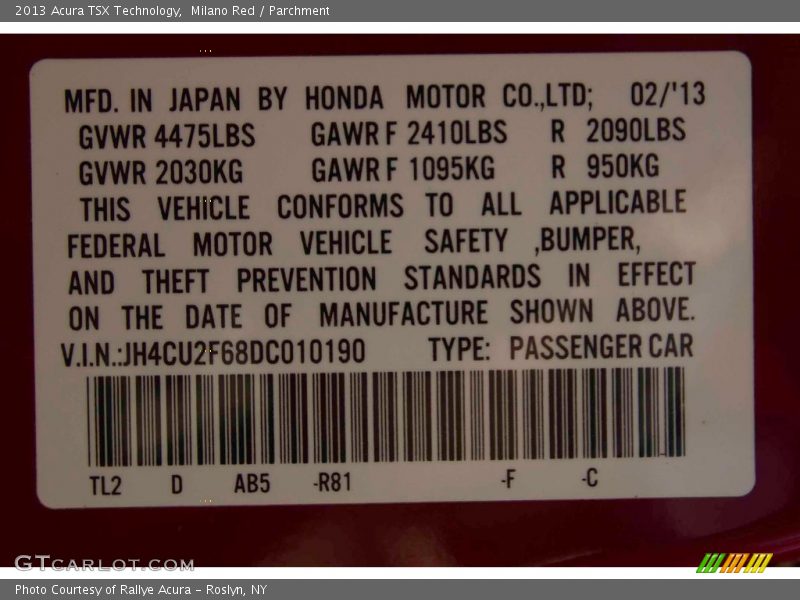 2013 Acura TSX Technology,  Milano Red / Parchment
MFD. IN JAPAN BY HONDA MOTOR CO.,LTD; 02/'13
GVWR 4475LBS GAWR F 2410LBS R 2090LBS
GVWR 2030KG GAWR F 1095KG R 950KG
THIS VEHICLE CONFORMS TO ALL APPLICABLE
FEDERAL MOTOR VEHICLE SAFETY ,BUMPER,
AND THEFT PREVENTION STANDARDS IN EFFECT
ON THE DATE OF MANUFACTURE SHOWN ABOVE.
V.I.N.:JH4CU2F68DC010190 TYPE: PASSENGER CAR
TL2 D AB5 -R81 -F -C
GTCARLOT.COM
Photo Courtesy of Rallye Acura - Roslyn, NY